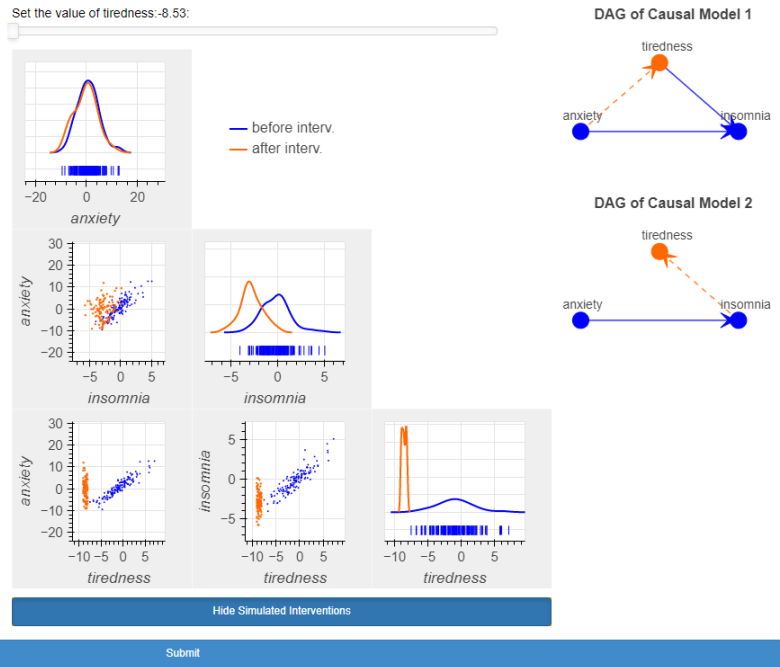 Set the value of tiredness:-8.53:
DAG of Causal Model 1
tiredness
anxiety
insomnia
before interv.
after interv.
−20 0 20
anxiety
DAG of Causal Model 2
tiredness
anxiety
insomnia
anxiety
30
20
10
0
−10
−20
−5 0 5
insomnia
−5 0 5
insomnia
anxiety
30
20
10
0
−10
−20
−10 −5 0 5
tiredness
insomnia
5
0
−5
−10 −5 0 5
tiredness
−10 −5 0 5
tiredness
Hide Simulated Interventions
Submit